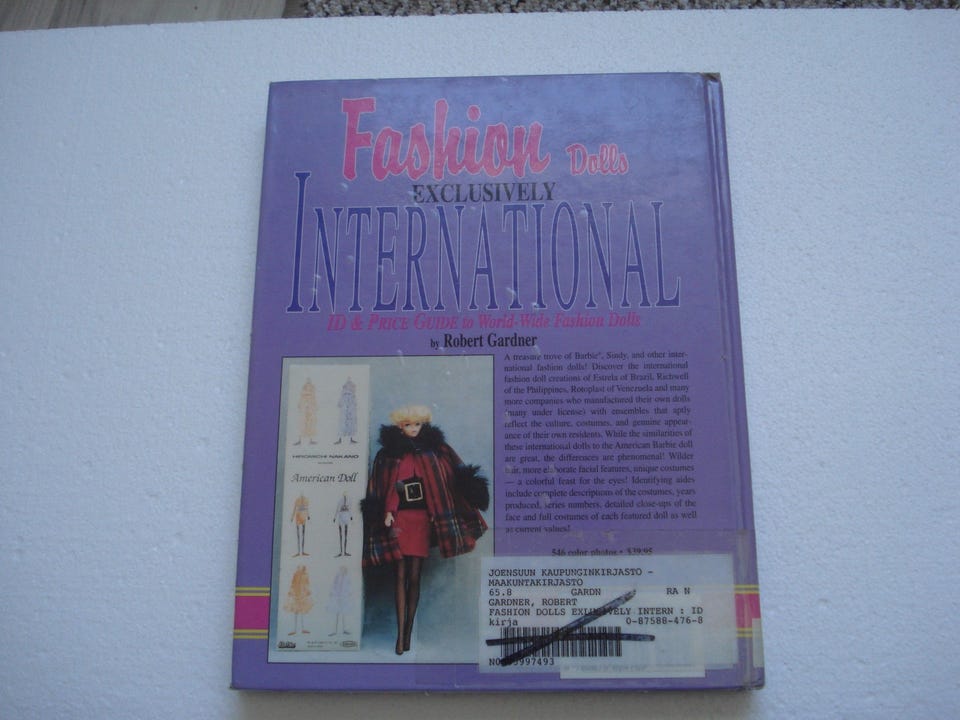 Fashion Dolls
EXCLUSIVELY
INTERNATIONAL
ID & PRICE GUIDE to World-Wide Fashion Dolls
by Robert Gardner
A treasure trove of Barbie®, Sindy, and other inter-
national fashion dolls! Discover the international
fashion doll creations of Estrela of Brazil, Richwell
of the Philippines, Rotoplast of Venezuela and many
more companies who manufactured their own dolls
(many under license) with ensembles that aptly
reflect the culture, costumes, and genuine appear-
ance of their own residents. While the similarities of
these international dolls to the American Barbie doll
are great, the differences are phenomenal! Wilder
hair, more elaborate facial features, unique costumes
— a colorful feast for the eyes! Identifying aides
include complete descriptions of the costumes, years
produced, series numbers, detailed close-ups of the
face and full costumes of each featured doll as well
as current values!
546 color photos • $39.95
HIROMICHI NAKANO
American Doll
JOENSUUN KAUPUNGINKIRJASTO -
MAAKUNTAKIRJASTO
65.8 GARDN RA N
GARDNER, ROBERT
FASHION DOLLS INTERN : ID
kirja 0-87588-476-8